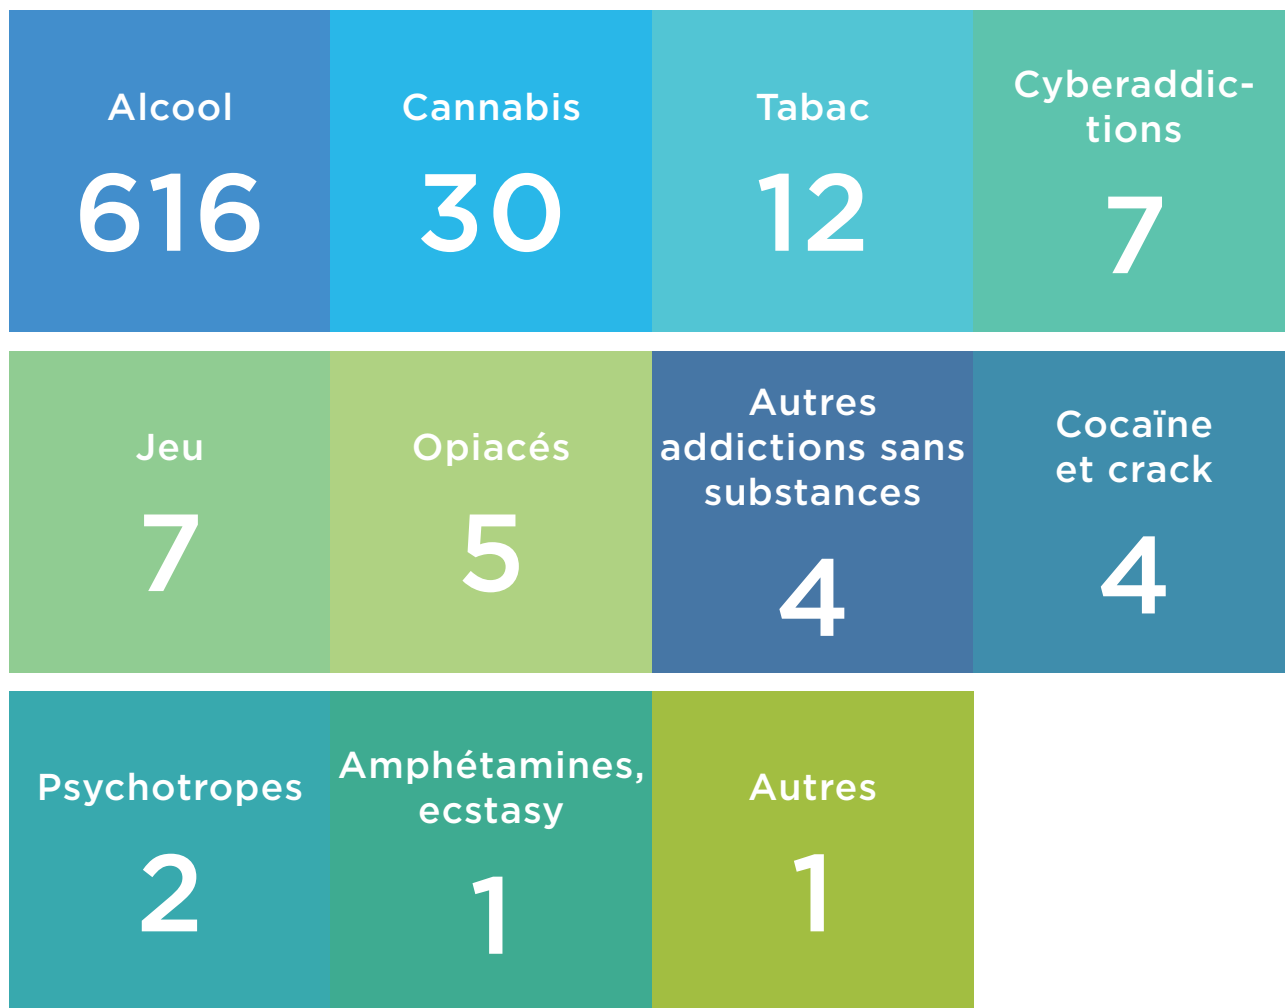 Alcool
616
Cannabis
30
Tabac
12
Cyberaddic-
tions
7
Jeu
7
Opiacés
5
Autres
addictions sans
substances
4
Cocaïne
et crack
4
Psychotropes
2
Amphétamines,
ecstasy
1
Autres
1